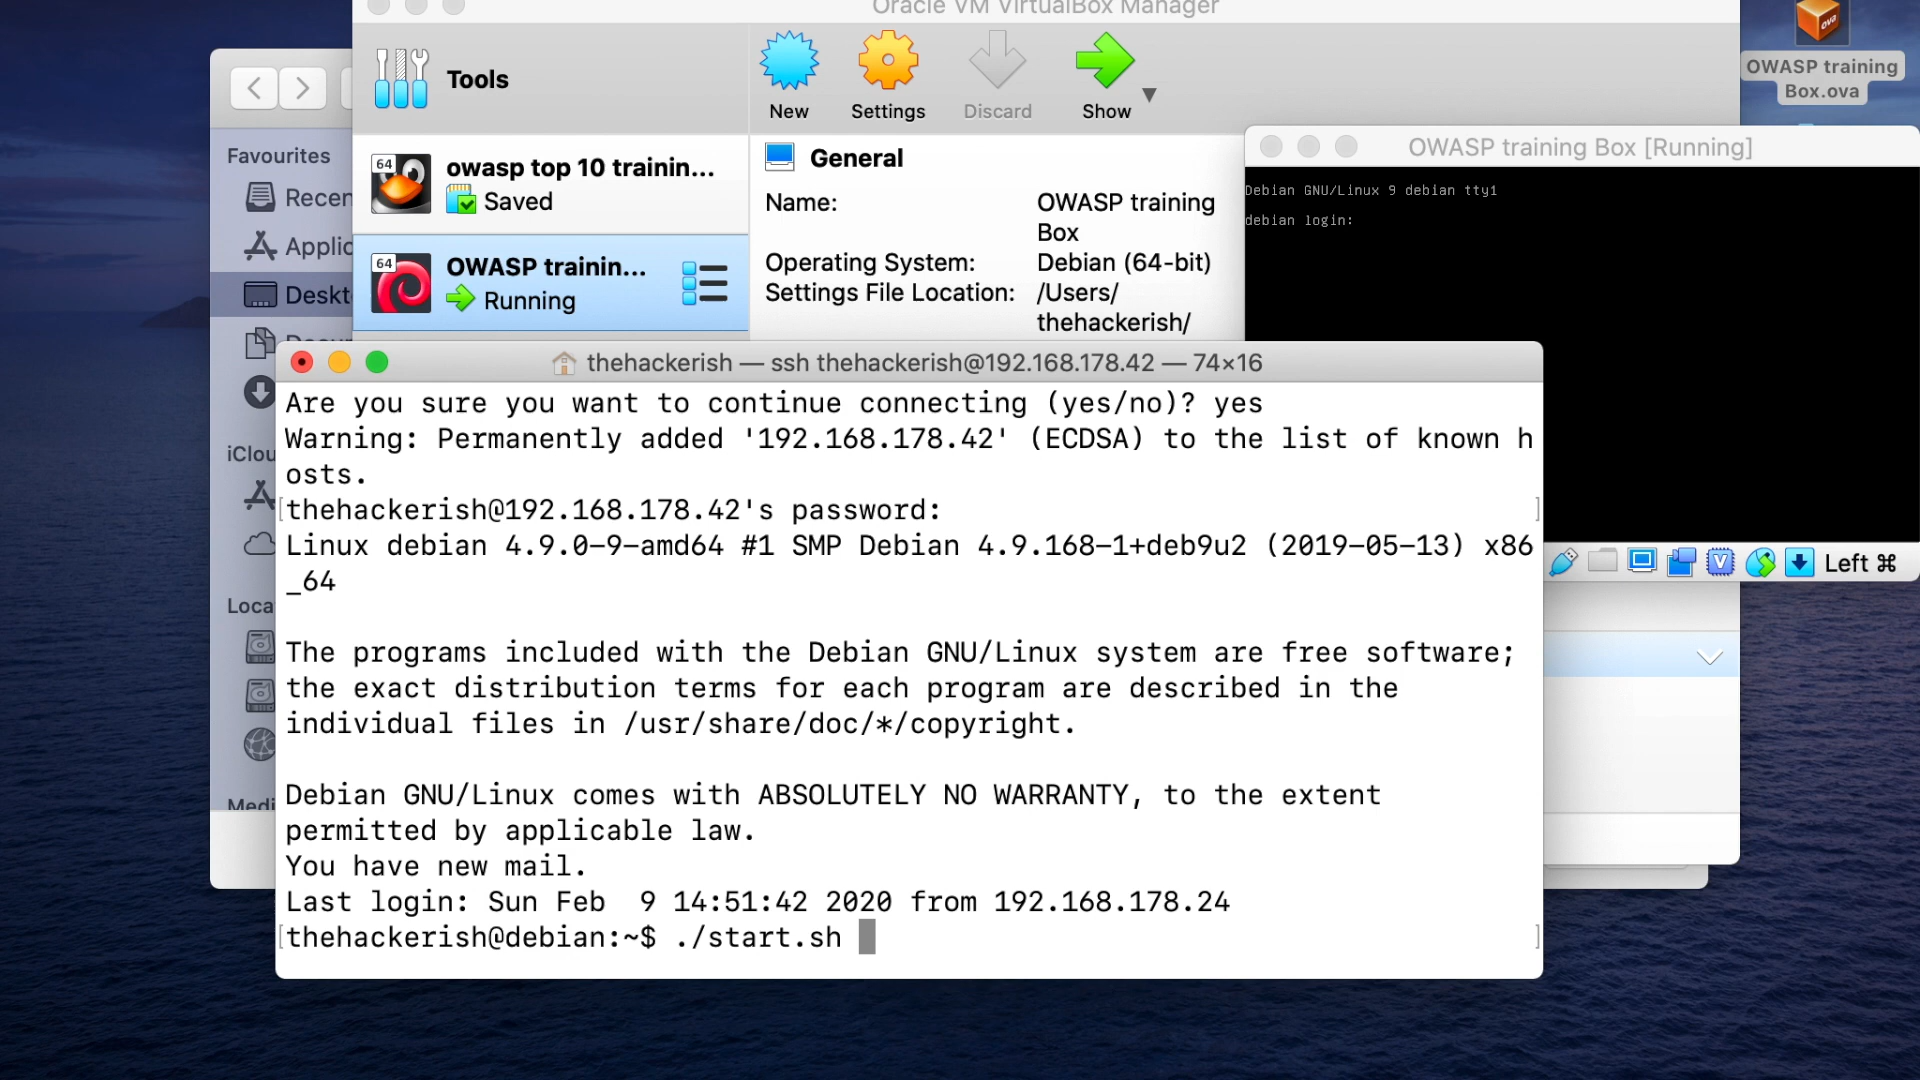 Oracle VM VirtualBox Manager
Tools
New
Settings
Discard
Show
OWASP training
Box.ova
Favourites
Recen
Applic
Deskt
iClou
Loca
64
owasp top 10 trainin...
Saved
64
OWASP trainin...
Running
General
Name:
OWASP training
Box
Operating System:
Debian (64-bit)
Settings File Location:
/Users/
thehackerish/
OWASP training Box [Running]
Debian GNU/Linux 9 debian tty1
debian login:
Left ⌘
thehackerish — ssh thehackerish@192.168.178.42 — 74×16
Are you sure you want to continue connecting (yes/no)? yes
Warning: Permanently added '192.168.178.42' (ECDSA) to the list of known h
osts.
[thehackerish@192.168.178.42's password: ]
Linux debian 4.9.0-9-amd64 #1 SMP Debian 4.9.168-1+deb9u2 (2019-05-13) x86
_64
The programs included with the Debian GNU/Linux system are free software;
the exact distribution terms for each program are described in the
individual files in /usr/share/doc/*/copyright.
Debian GNU/Linux comes with ABSOLUTELY NO WARRANTY, to the extent
permitted by applicable law.
You have new mail.
Last login: Sun Feb  9 14:51:42 2020 from 192.168.178.24
[thehackerish@debian:~$ ./start.sh ]